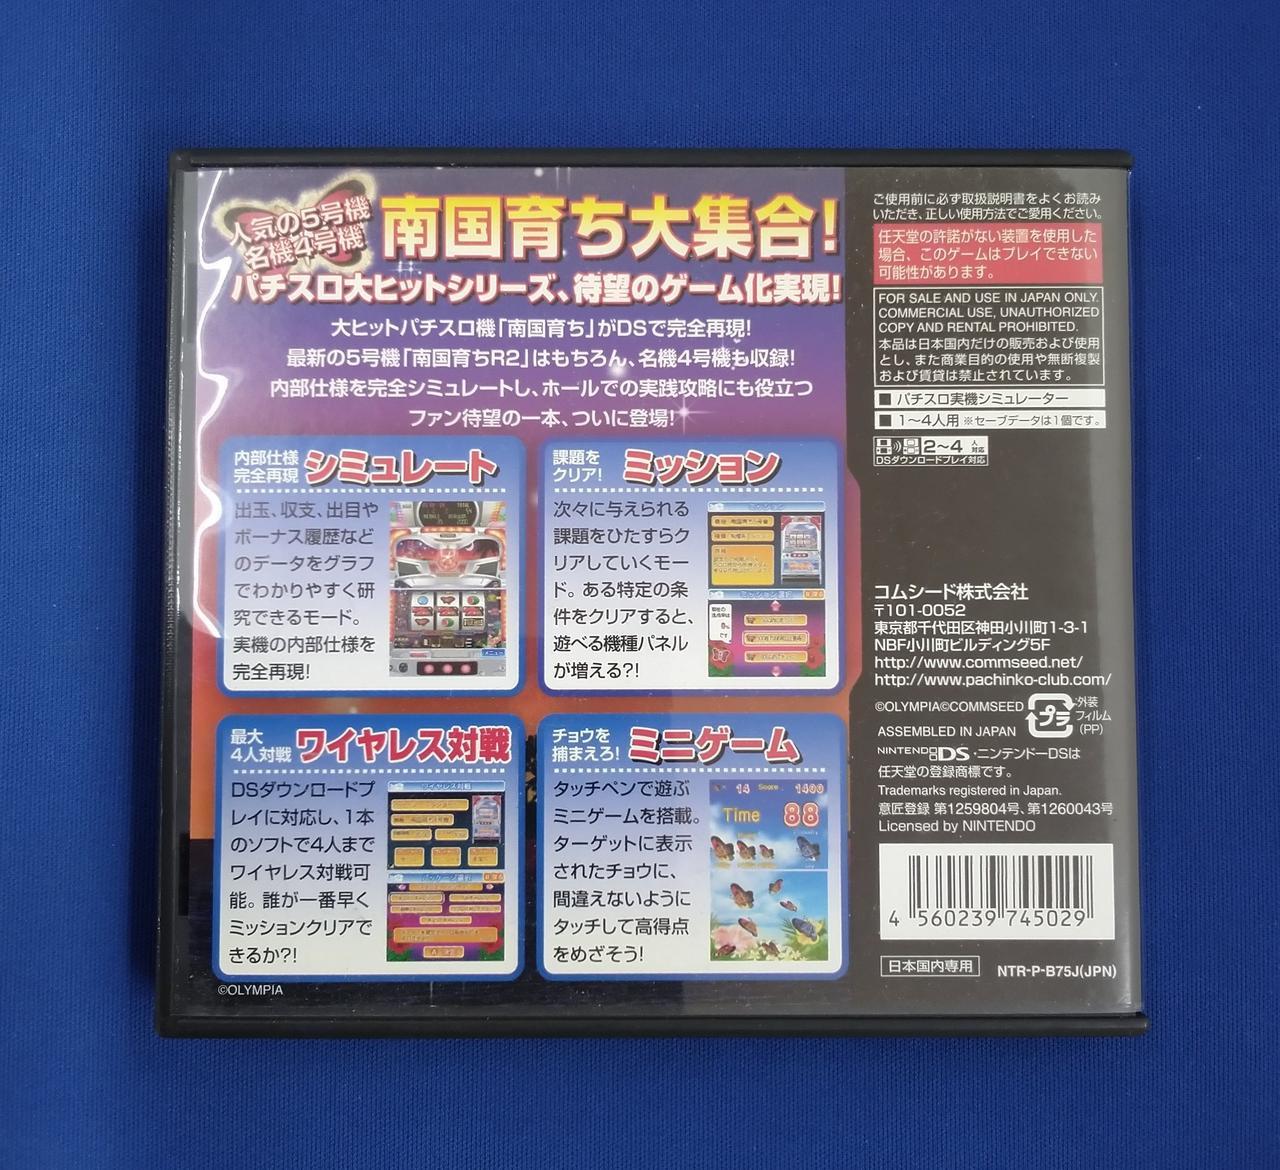 人気の5号機
名機4号機
南国育ち大集合!
パチスロ大ヒットシリーズ、待望のゲーム化実現!
大ヒットパチスロ機「南国育ち」がDSで完全再現!
最新の5号機「南国育ちR2」はもちろん、名機4号機も収録!
内部仕様を完全シミュレートし、ホールでの実践攻略にも役立つ
ファン待望の一本、ついに登場!
内部仕様
完全再現
シミュレート
出玉、収支、出目や
ボーナス履歴など
のデータをグラフ
でわかりやすく研
究できるモード。
実機の内部仕様を
完全再現!
メニュー
課題を
クリア!
ミッション
次々に与えられる
課題をひたすらク
リアしていくモー
ド。ある特定の条
件をクリアすると、
遊べる機種パネル
が増える?!
ミッション
ミッション選択
最大
4人対戦
ワイヤレス対戦
DSダウンロードプ
レイに対応し、1本
のソフトで4人まで
ワイヤレス対戦可
能。誰が一番早く
ミッションクリアで
きるか?!
ワイヤレス対戦
チョウを
捕まえろ!
ミニゲーム
タッチペンで遊ぶ
ミニゲームを搭載。
ターゲットに表示
されたチョウに、
間違えないように
タッチして高得点
をめざそう!
14 Score 1400
Time 88
©OLYMPIA
ご使用前に必ず取扱説明書をよくお読み
いただき、正しい使用方法でご愛用ください。
任天堂の許諾がない装置を使用した
場合、このゲームはプレイできない
可能性があります。
FOR SALE AND USE IN JAPAN ONLY.
COMMERCIAL USE, UNAUTHORIZED
COPY AND RENTAL PROHIBITED.
本品は日本国内だけの販売および使用
とし、また商業目的の使用や無断複製
および賃貸は禁止されています。
■ パチスロ実機シミュレーター
■ 1~4人用 ※セーブデータは1個です。
2~4人対応
DSダウンロードプレイ対応
コムシード株式会社
〒101-0052
東京都千代田区神田小川町1-3-1
NBF小川町ビルディング5F
http://www.commseed.net/
http://www.pachinko-club.com/
©OLYMPIA©COMMSEED
プラ
外装
フィルム
(PP)
ASSEMBLED IN JAPAN
NINTENDO DS・ニンテンドーDSは
任天堂の登録商標です。
Trademarks registered in Japan.
意匠登録 第1259804号、第1260043号
Licensed by NINTENDO
4 560239 745029
日本国内専用
NTR-P-B75J(JPN)